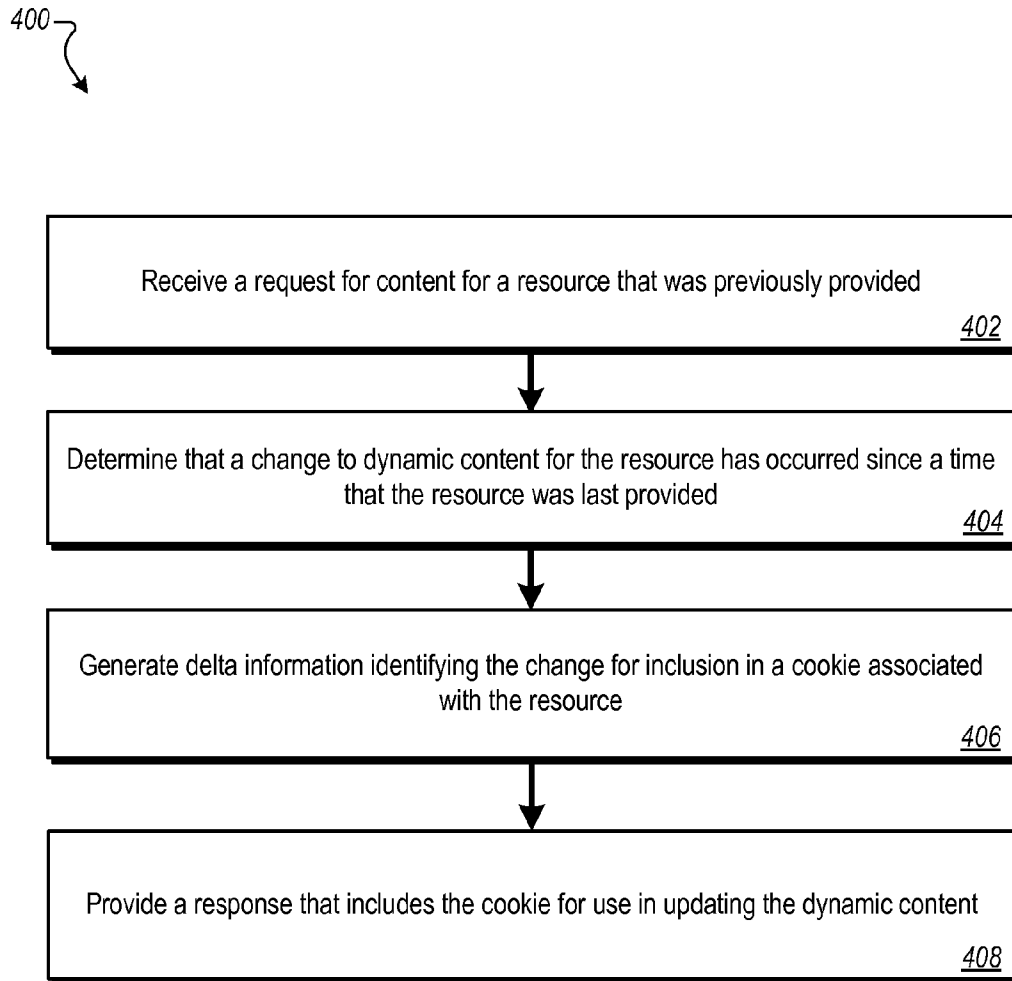 400
Receive a request for content for a resource that was previously provided
402
Determine that a change to dynamic content for the resource has occurred since a time
that the resource was last provided
404
Generate delta information identifying the change for inclusion in a cookie associated
with the resource
406
Provide a response that includes the cookie for use in updating the dynamic content
408